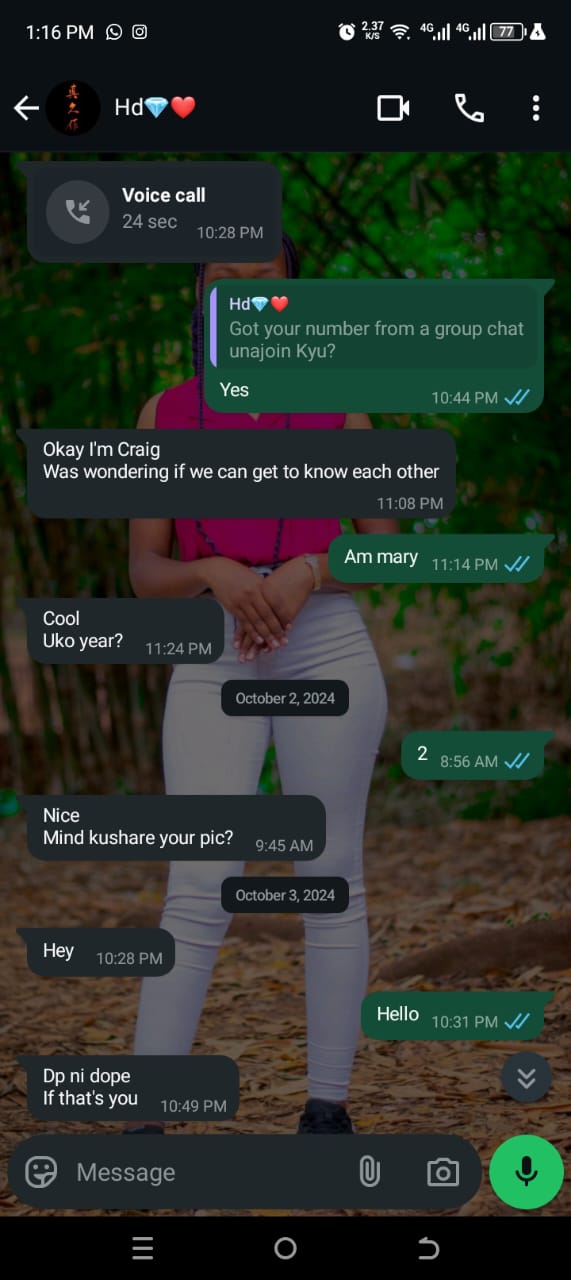 1:16 PM
2.37
K/S
4G
4G
77
真
久
作
Hd💎❤️
Voice call
24 sec
10:28 PM
Hd💎❤️
Got your number from a group chat
unajoin Kyu?
Yes
10:44 PM
Okay I'm Craig
Was wondering if we can get to know each other
11:08 PM
Am mary
11:14 PM
Cool
Uko year?
11:24 PM
October 2, 2024
2
8:56 AM
Nice
Mind kushare your pic?
9:45 AM
October 3, 2024
Hey
10:28 PM
Hello
10:31 PM
Dp ni dope
If that's you
10:49 PM
Message